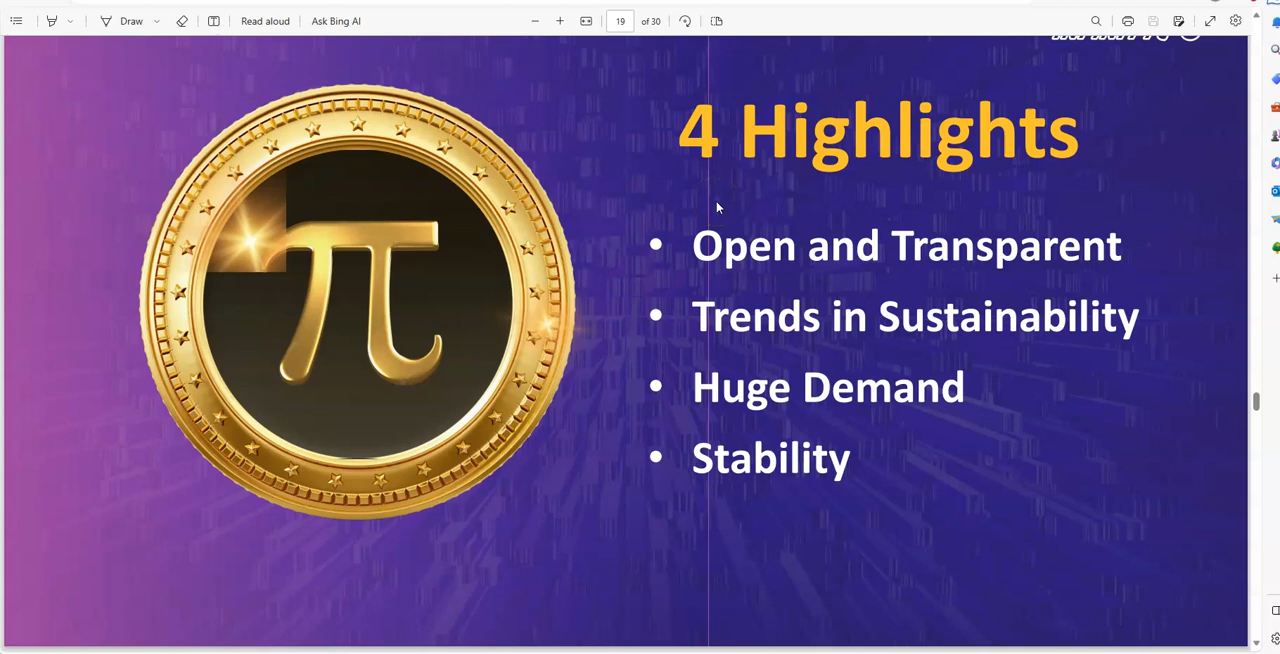 Draw
Read aloud
Ask Bing AI
19
of 30
4 Highlights
• Open and Transparent
• Trends in Sustainability
• Huge Demand
• Stability
π